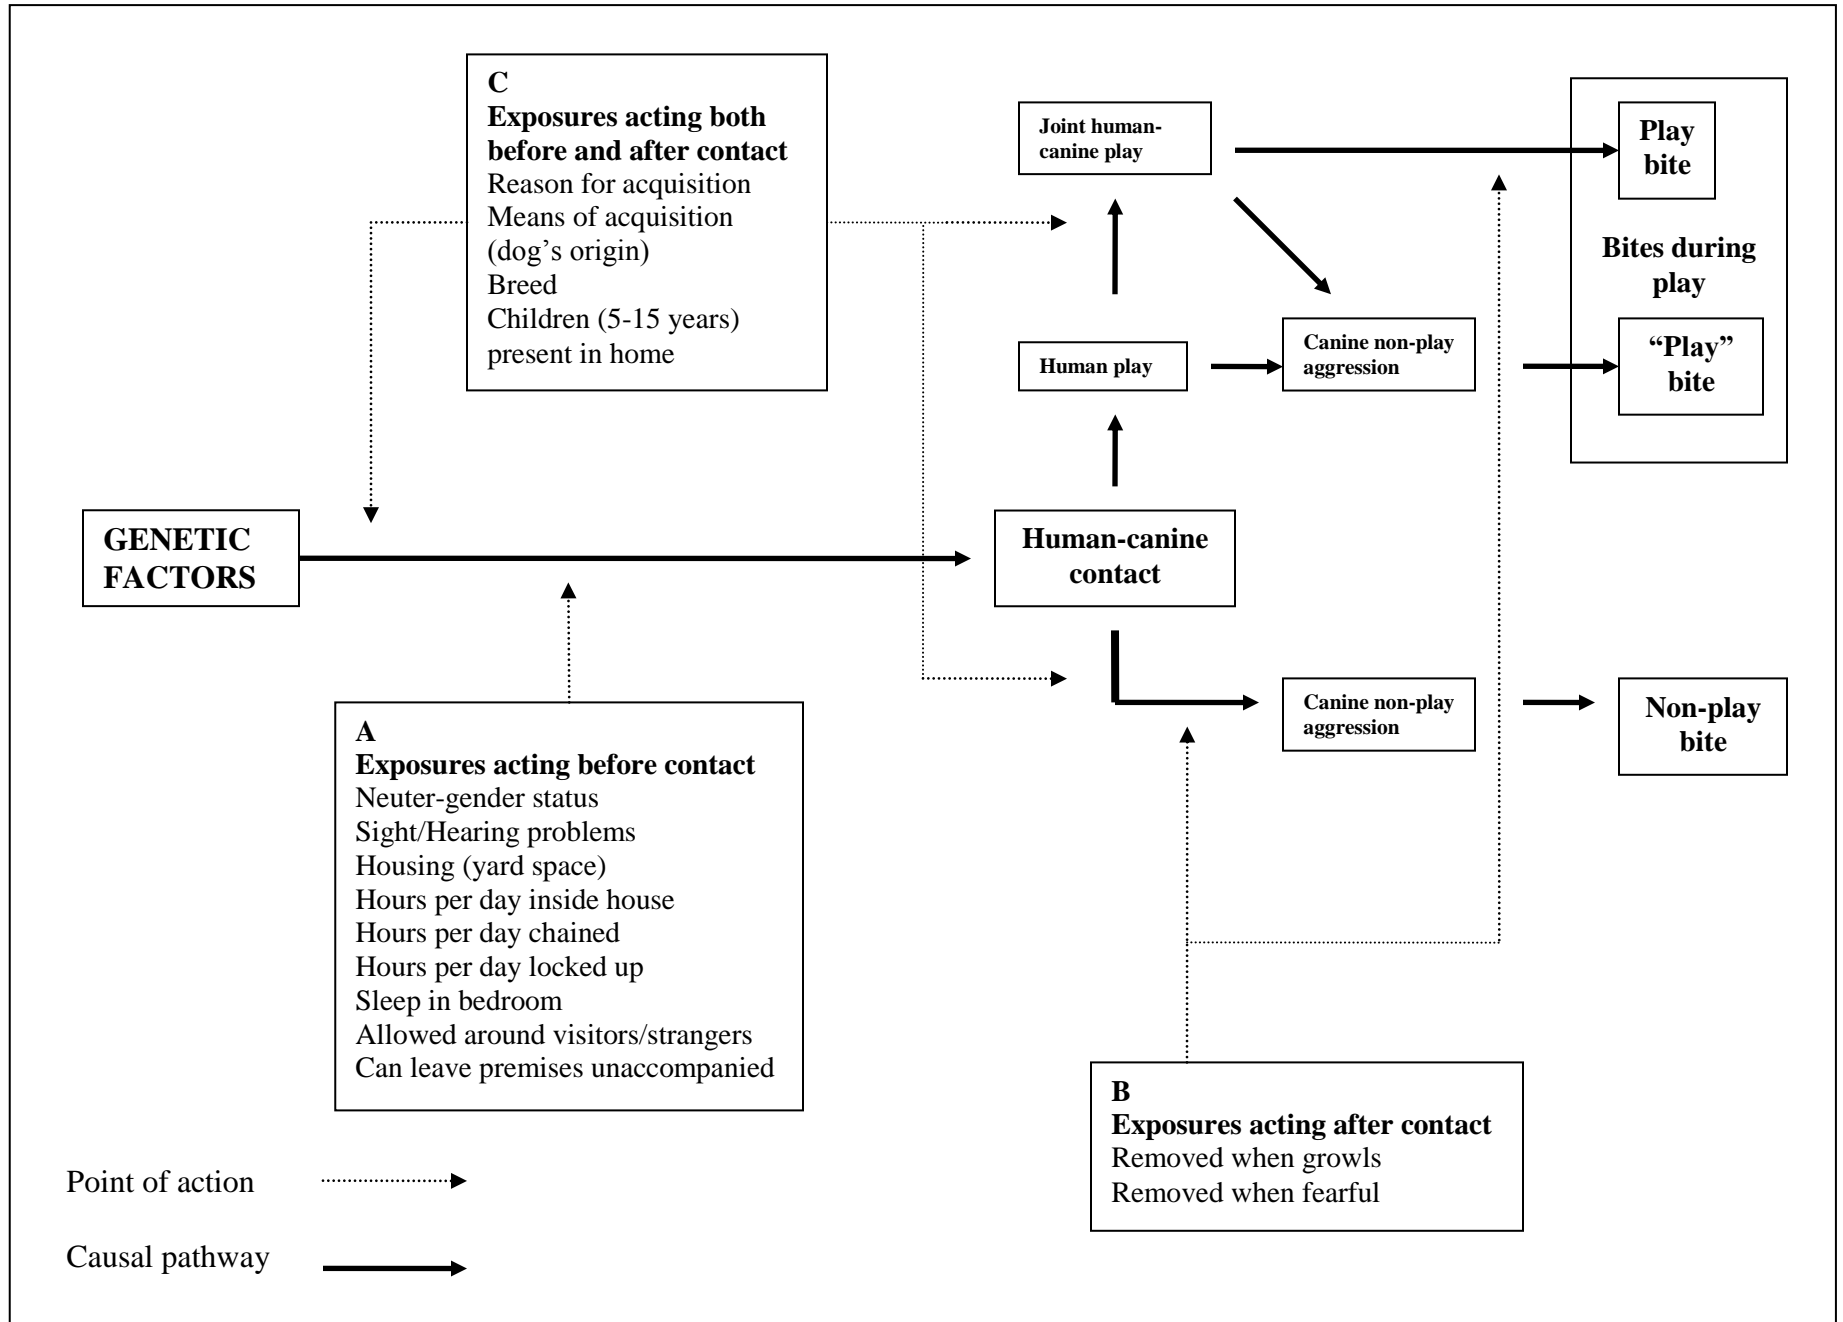 C
Exposures acting both
before and after contact
Reason for acquisition
Means of acquisition
(dog’s origin)
Breed
Children (5-15 years)
present in home
Joint human-
canine play
Play
bite
Bites during
play
Human play
Canine non-play
aggression
“Play”
bite
GENETIC
FACTORS
Human-canine
contact
Canine non-play
aggression
Non-play
bite
A
Exposures acting before contact
Neuter-gender status
Sight/Hearing problems
Housing (yard space)
Hours per day inside house
Hours per day chained
Hours per day locked up
Sleep in bedroom
Allowed around visitors/strangers
Can leave premises unaccompanied
B
Exposures acting after contact
Removed when growls
Removed when fearful
Point of action
Causal pathway